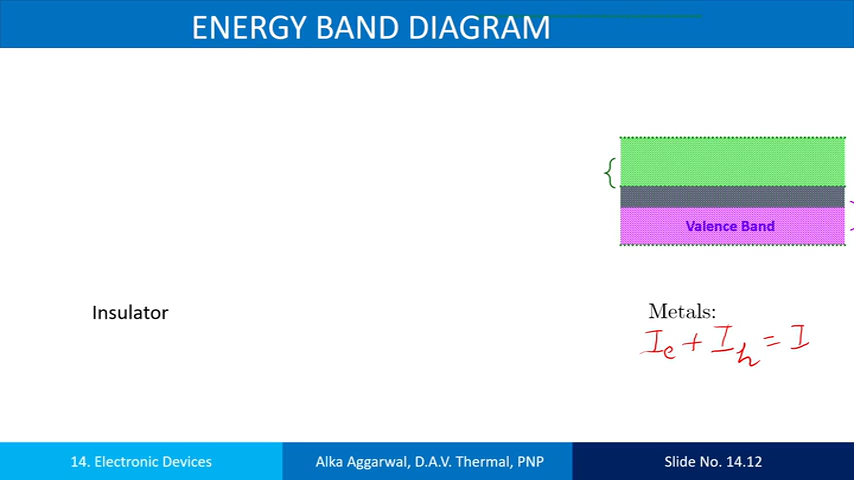 ENERGY BAND DIAGRAM
Valence Band
Insulator
Metals:
Ie + Ih = I
14. Electronic Devices
Alka Aggarwal, D.A.V. Thermal, PNP
Slide No. 14.12